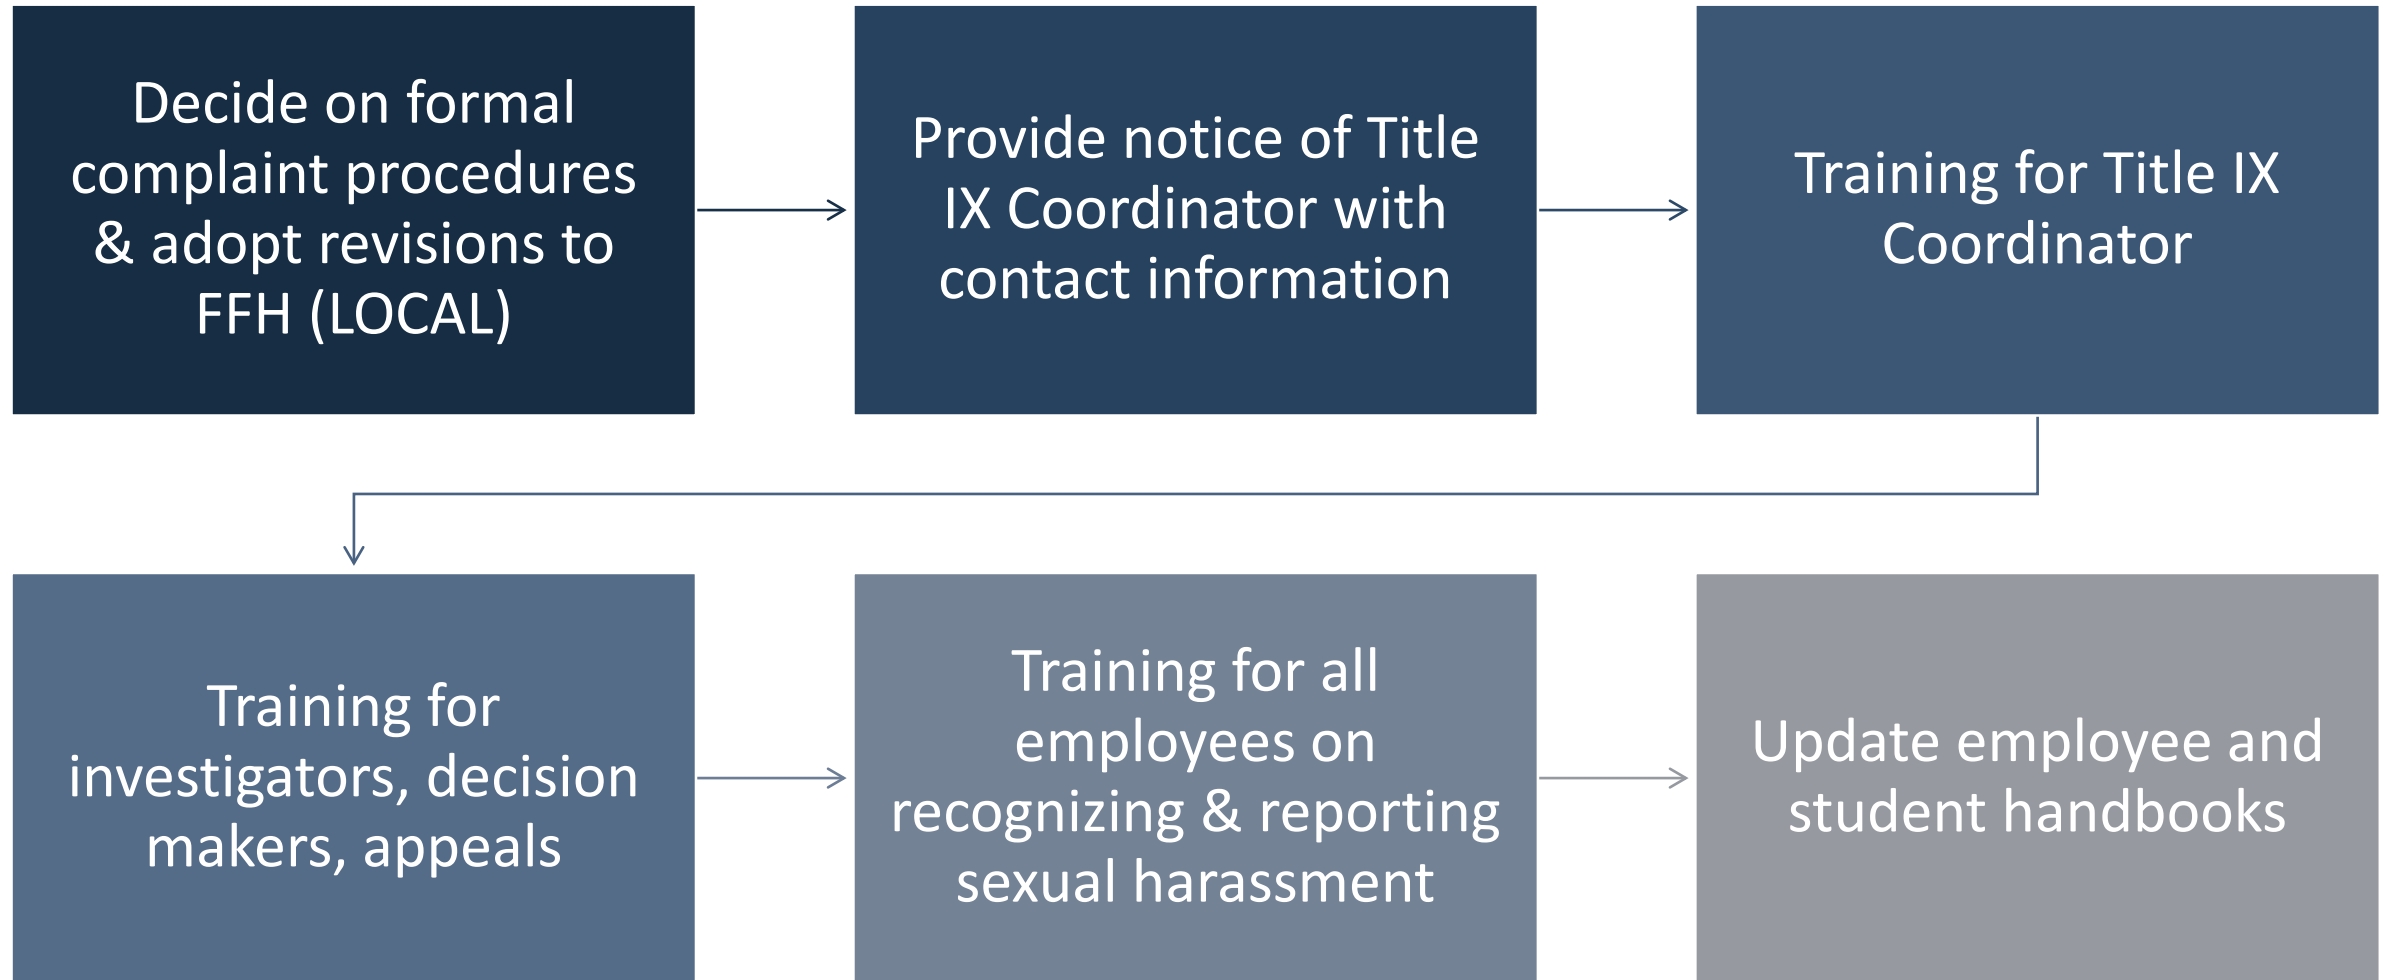 Decide on formal
complaint procedures
& adopt revisions to
FFH (LOCAL)
Provide notice of Title
IX Coordinator with
contact information
Training for Title IX
Coordinator
Training for
investigators, decision
makers, appeals
Training for all
employees on
recognizing & reporting
sexual harassment
Update employee and
student handbooks